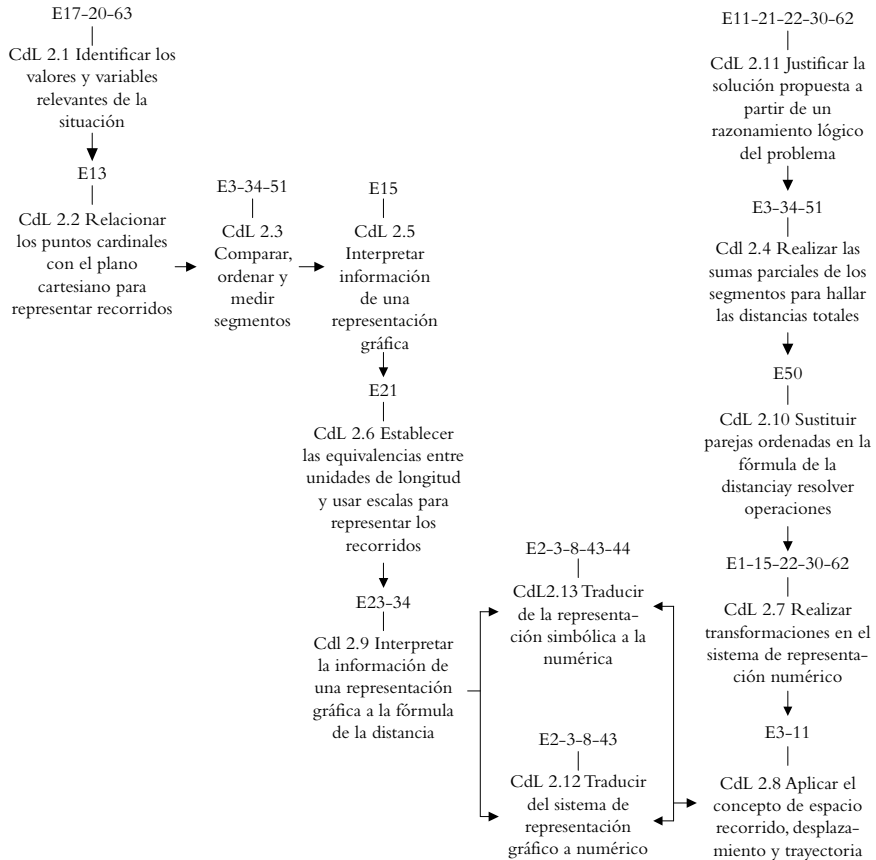 E17-20-63
CdL 2.1 Identificar los
valores y variables
relevantes de la
situación
E13
CdL 2.2 Relacionar
los puntos cardinales
con el plano
cartesiano para
representar recorridos
E3-34-51
CdL 2.3
Comparar,
ordenar y
medir
segmentos
E15
CdL 2.5
Interpretar
información
de una
representación
gráfica
E21
CdL 2.6 Establecer
las equivalencias entre
unidades de longitud
y usar escalas para
representar los
recorridos
E23-34
Cdl 2.9 Interpretar
la información de
una representación
gráfica a la fórmula
de la distancia
E2-3-8-43-44
CdL2.13 Traducir
de la representa-
ción simbólica a la
numérica
E2-3-8-43
CdL 2.12 Traducir
del sistema de
representación
gráfico a numérico
E11-21-22-30-62
CdL 2.11 Justificar la
solución propuesta a
partir de un
razonamiento lógico
del problema
E3-34-51
Cdl 2.4 Realizar las
sumas parciales de los
segmentos para hallar
las distancias totales
E50
CdL 2.10 Sustituir
parejas ordenadas en la
fórmula de la
distanciay resolver
operaciones
E1-15-22-30-62
CdL 2.7 Realizar
transformaciones en el
sistema de representa-
ción numérico
E3-11
CdL 2.8 Aplicar el
concepto de espacio
recorrido, desplaza-
miento y trayectoria